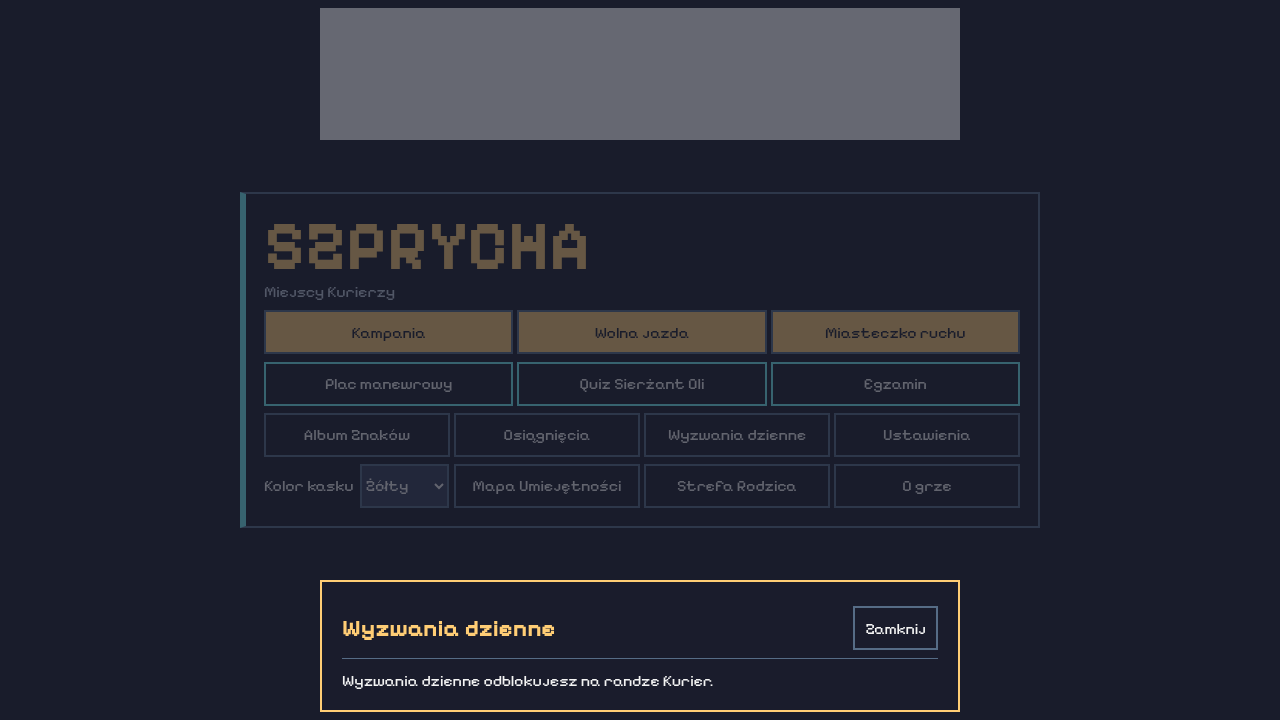 SZPRYCHA
Miejscy Kurierzy
Kampania
Wolna jazda
Miasteczko ruchu
Plac manewrowy
Quiz Sierżant Oli
Egzamin
Album Znaków
Osiągnięcia
Wyzwania dzienne
Ustawienia
Kolor kasku
Żółty
Mapa Umiejętności
Strefa Rodzica
O grze
Wyzwania dzienne
Zamknij
Wyzwania dzienne odblokujesz na randze Kurier.